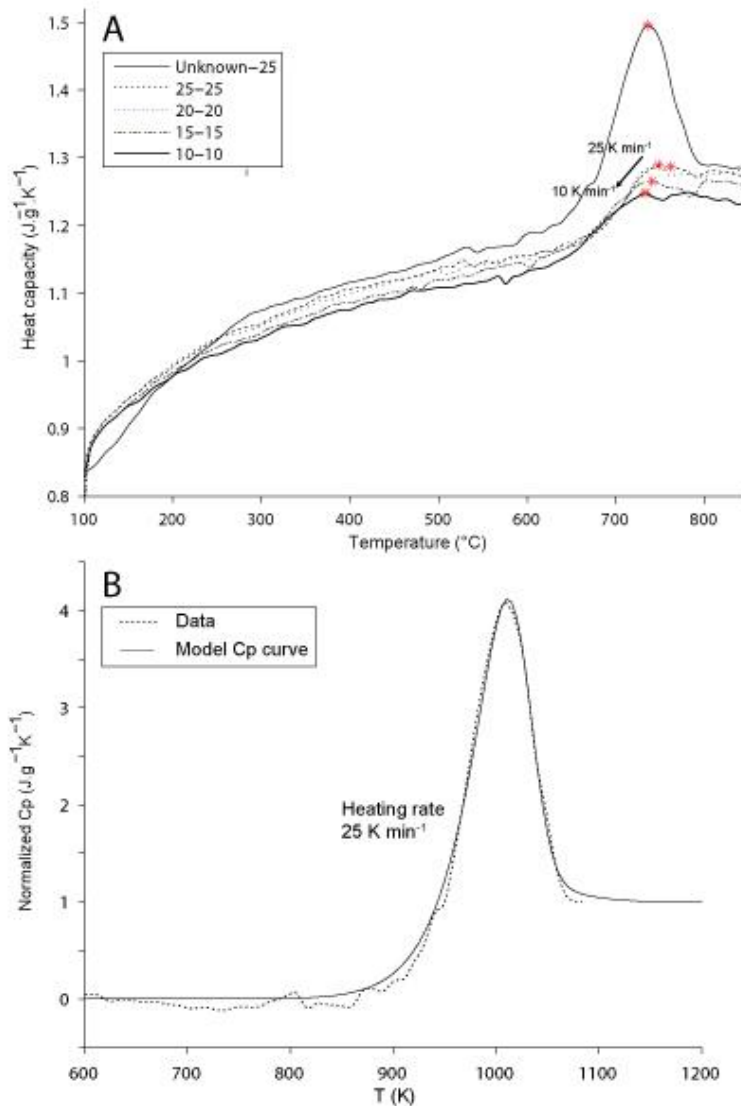 A
1.5
1.4
1.3
1.2
1.1
1
0.9
0.8
Heat capacity (J.g⁻¹.K⁻¹)
Unknown–25
25–25
20–20
15–15
10–10
25 K min⁻¹
10 K min⁻¹
100 200 300 400 500 600 700 800
Temperature (°C)
B
4
3
2
1
0
Normalized Cp (J.g⁻¹K⁻¹)
Data
Model Cp curve
Heating rate
25 K min⁻¹
600 700 800 900 1000 1100 1200
T (K)